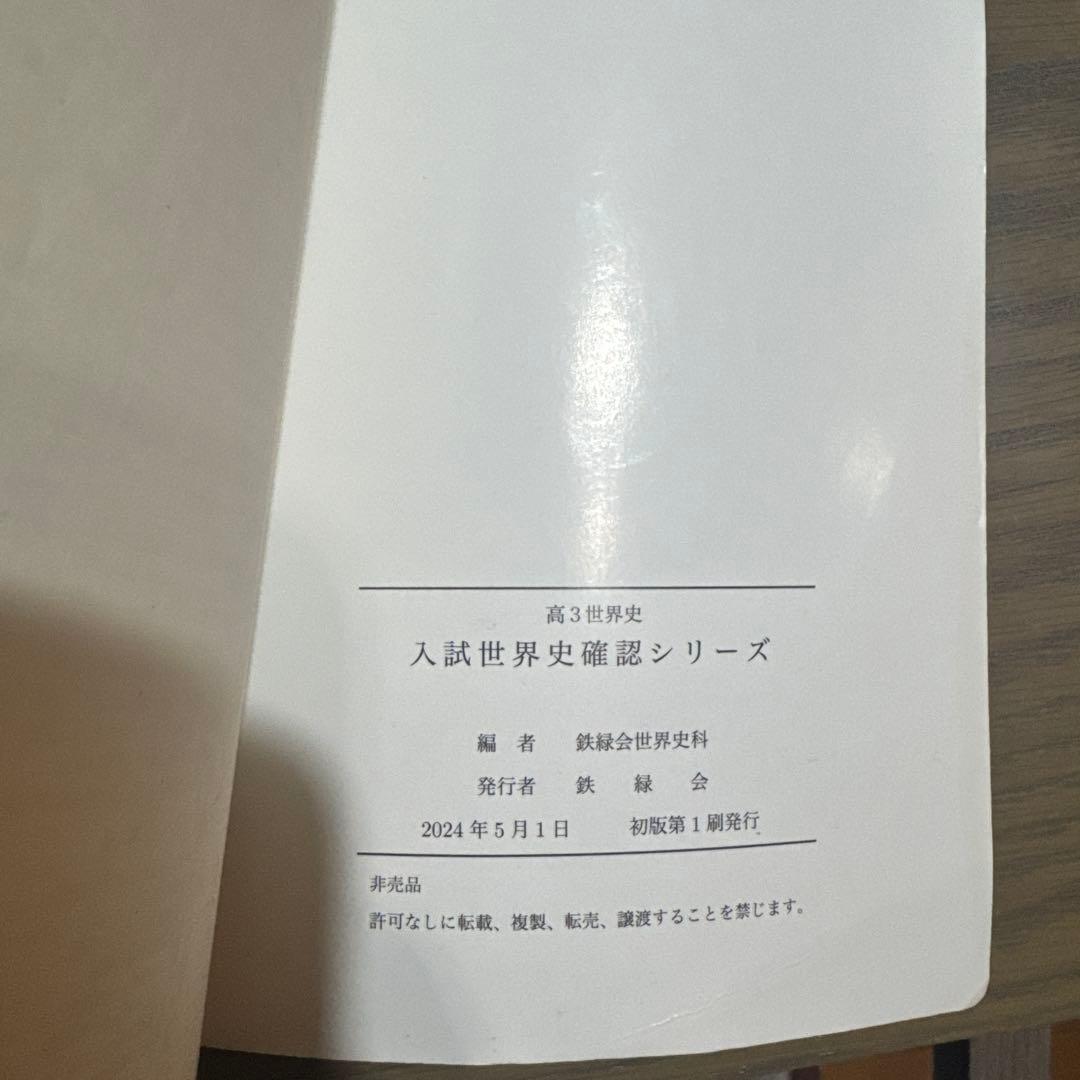 高3世界史
入試世界史確認シリーズ
編 者 鉄緑会世界史科
発行者 鉄 緑 会
2024年5月1日 初版第1刷発行
非売品
許可なしに転載、複製、転売、譲渡することを禁じます。